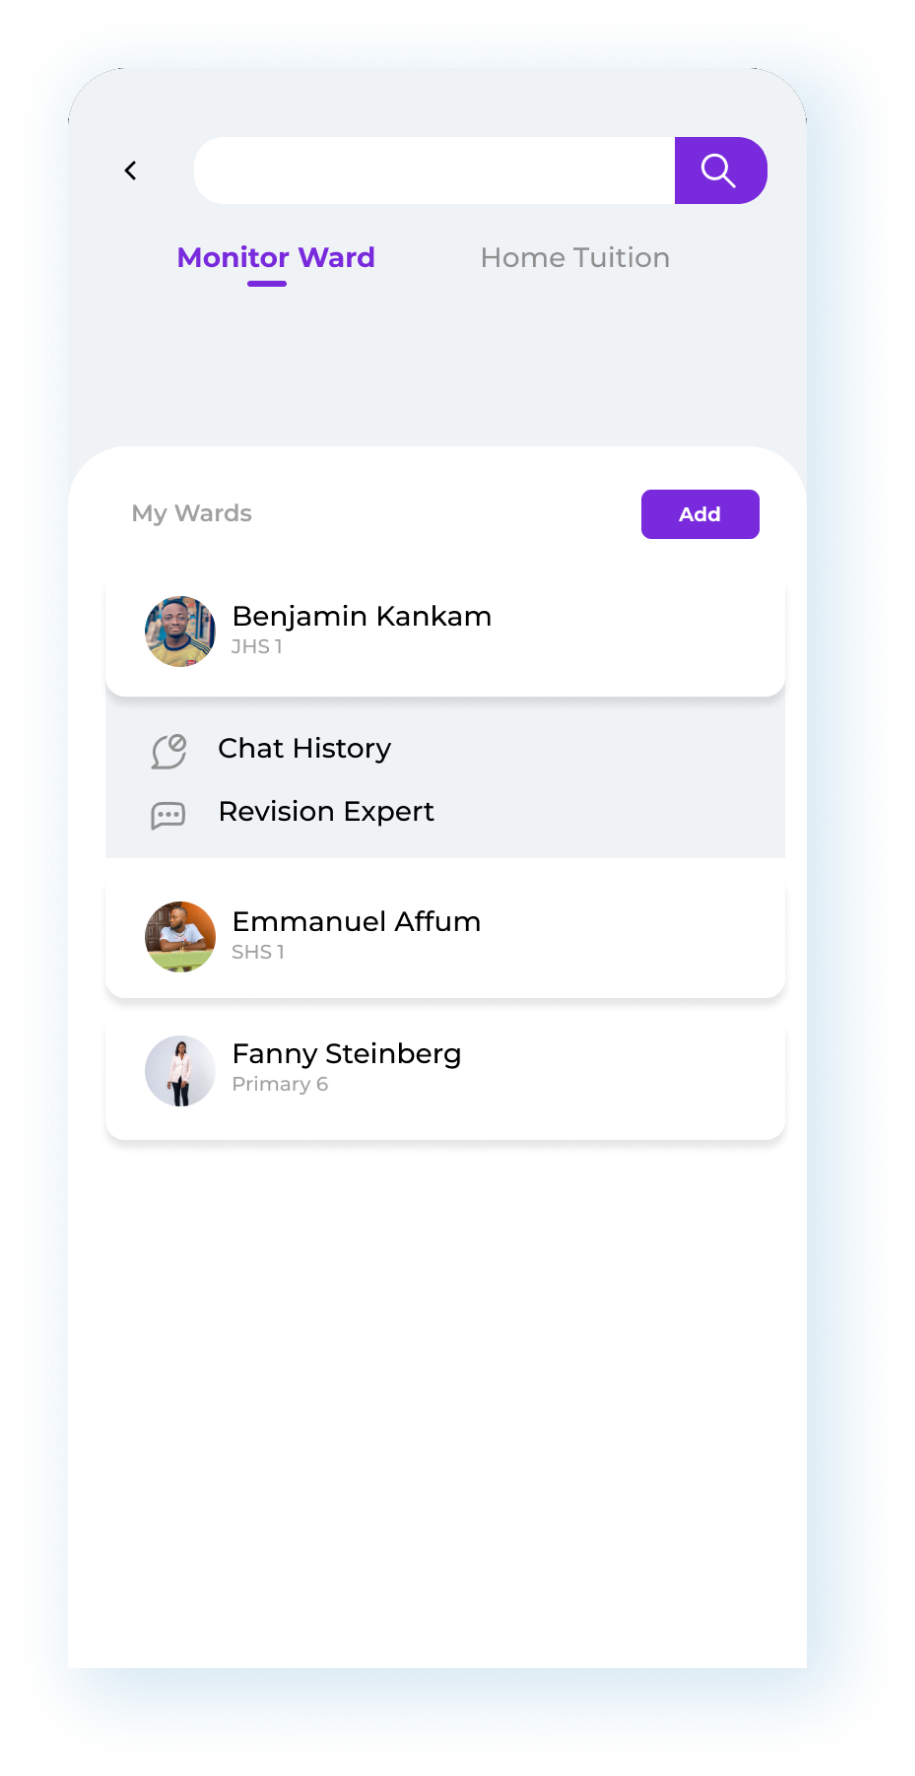 Monitor Ward
Home Tuition
My Wards
Add
Benjamin Kankam
JHS 1
Chat History
Revision Expert
Emmanuel Affum
SHS 1
Fanny Steinberg
Primary 6